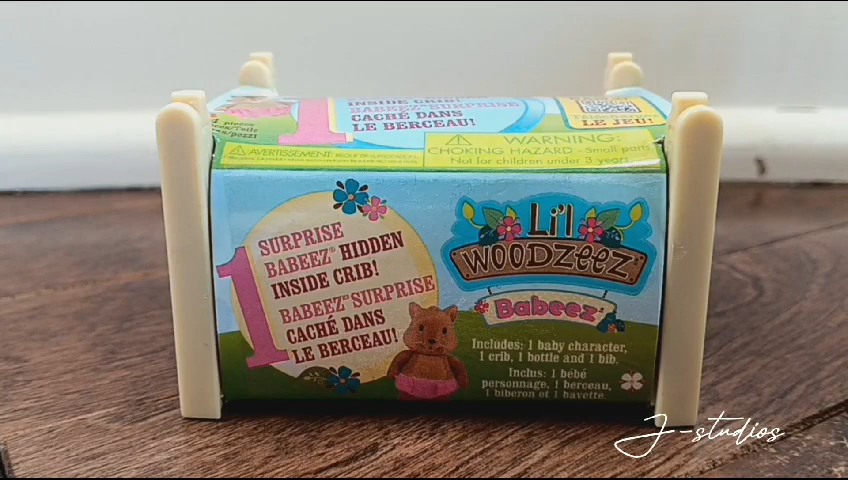 1
INSIDE CRIB!
BABEEZ™ SURPRISE
CACHÉ DANS
LE BERCEAU!
LE JEU!
AVERTISSEMENT:
WARNING:
CHOKING HAZARD - Small parts
Not for children under 3 years
1
SURPRISE
BABEEZ® HIDDEN
INSIDE CRIB!
BABEEZ® SURPRISE
CACHÉ DANS
LE BERCEAU!
Li'l
WOODZEEZ
Babeez
Includes: 1 baby character,
1 crib, 1 bottle and 1 bib.
Inclus: 1 bébé
personnage, 1 berceau,
1 biberon et 1 bavette.
J-studios